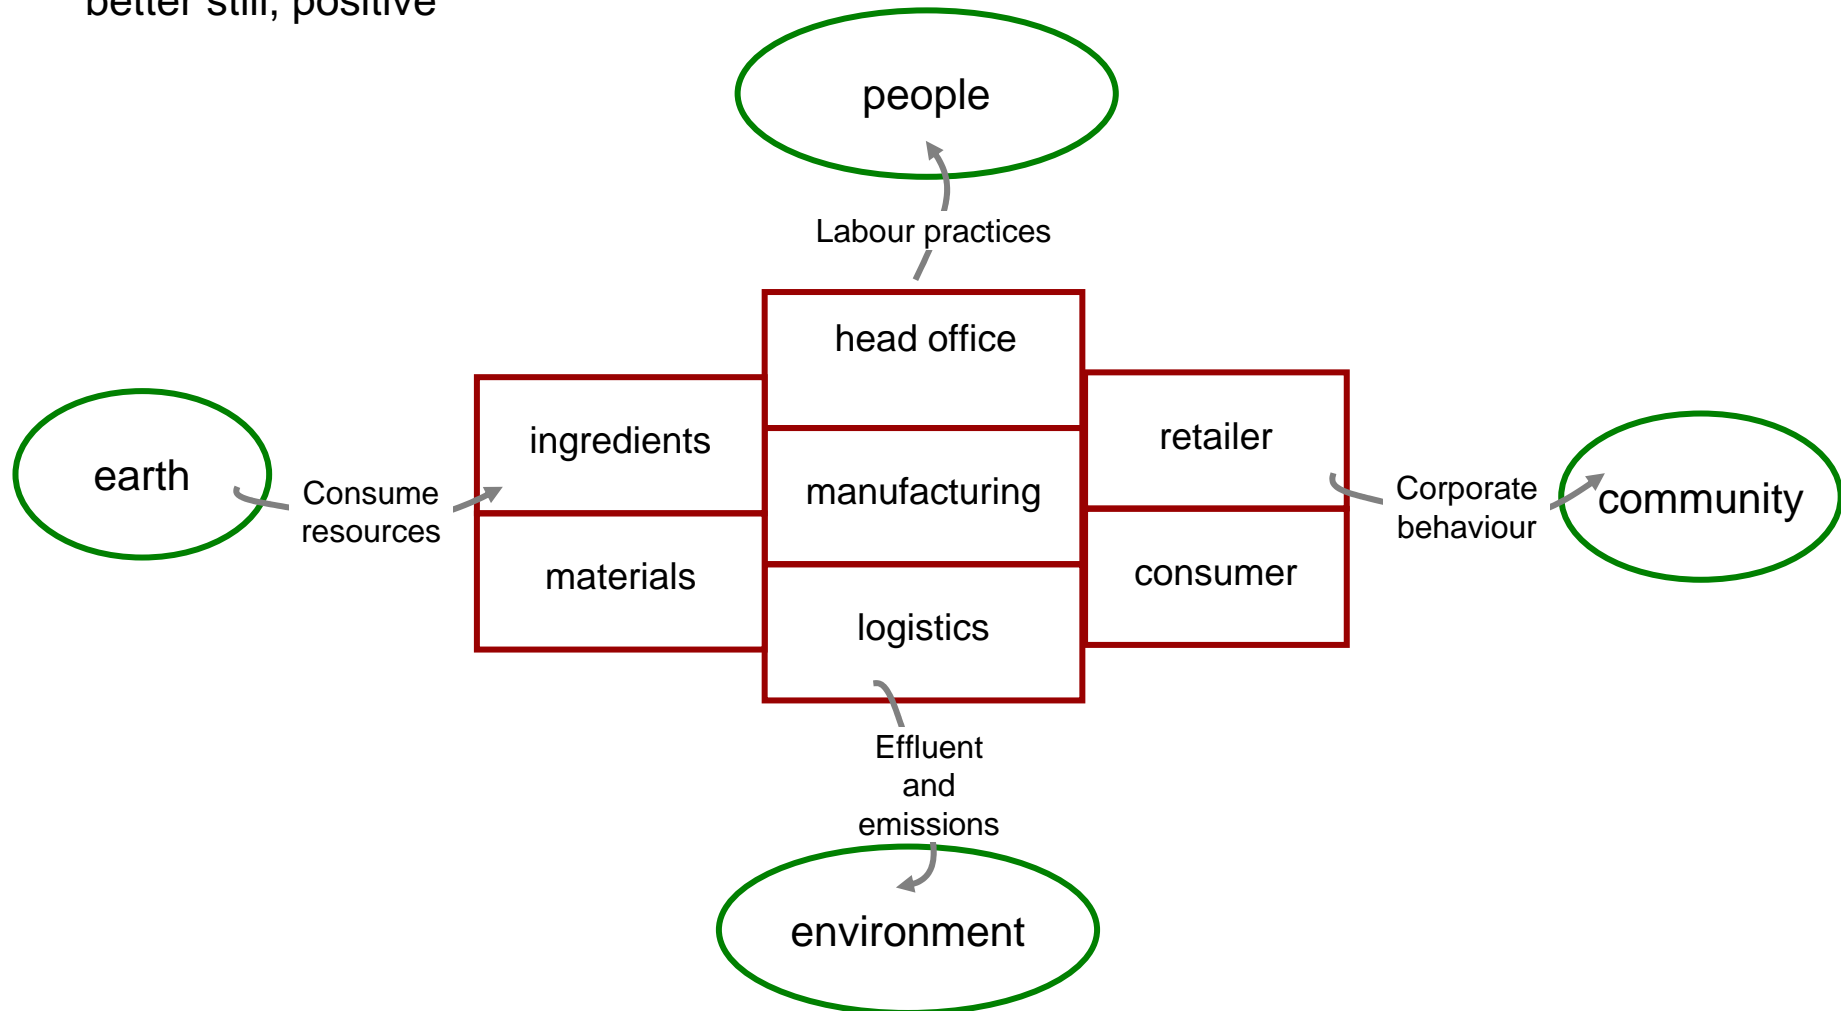 better still, positive
people
Labour practices
head office
ingredients
retailer
earth
Consume
resources
manufacturing
Corporate
behaviour
community
materials
consumer
logistics
Effluent
and
emissions
environment